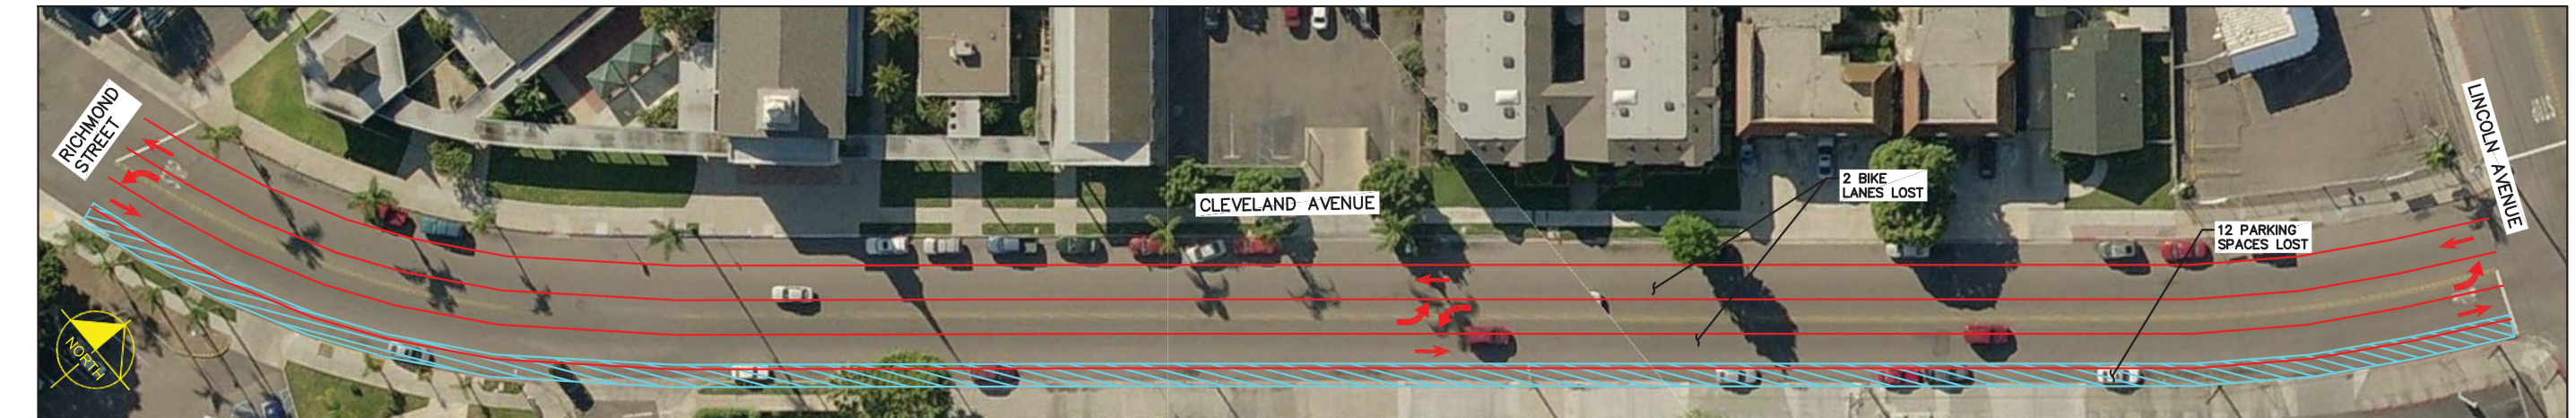 RICHMOND
STREET
NORTH
CLEVELAND AVENUE
2 BIKE
LANES LOST
12 PARKING
SPACES LOST
LINCOLN AVENUE